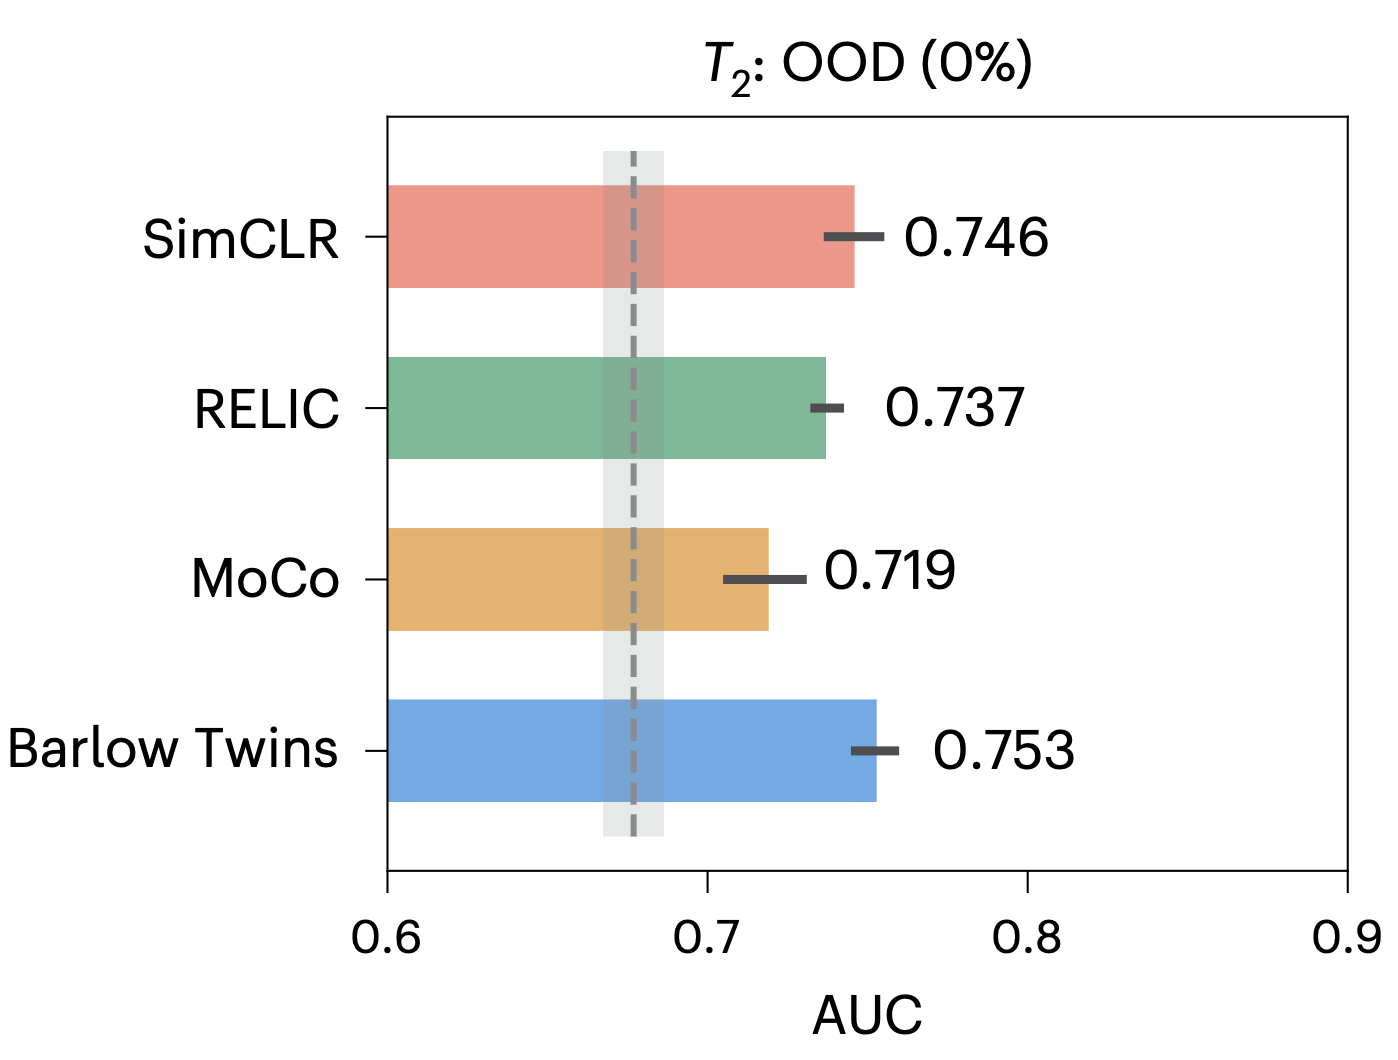 T₂: OOD (0%)
SimCLR 0.746
RELIC 0.737
MoCo 0.719
Barlow Twins 0.753
0.6 0.7 0.8 0.9
AUC